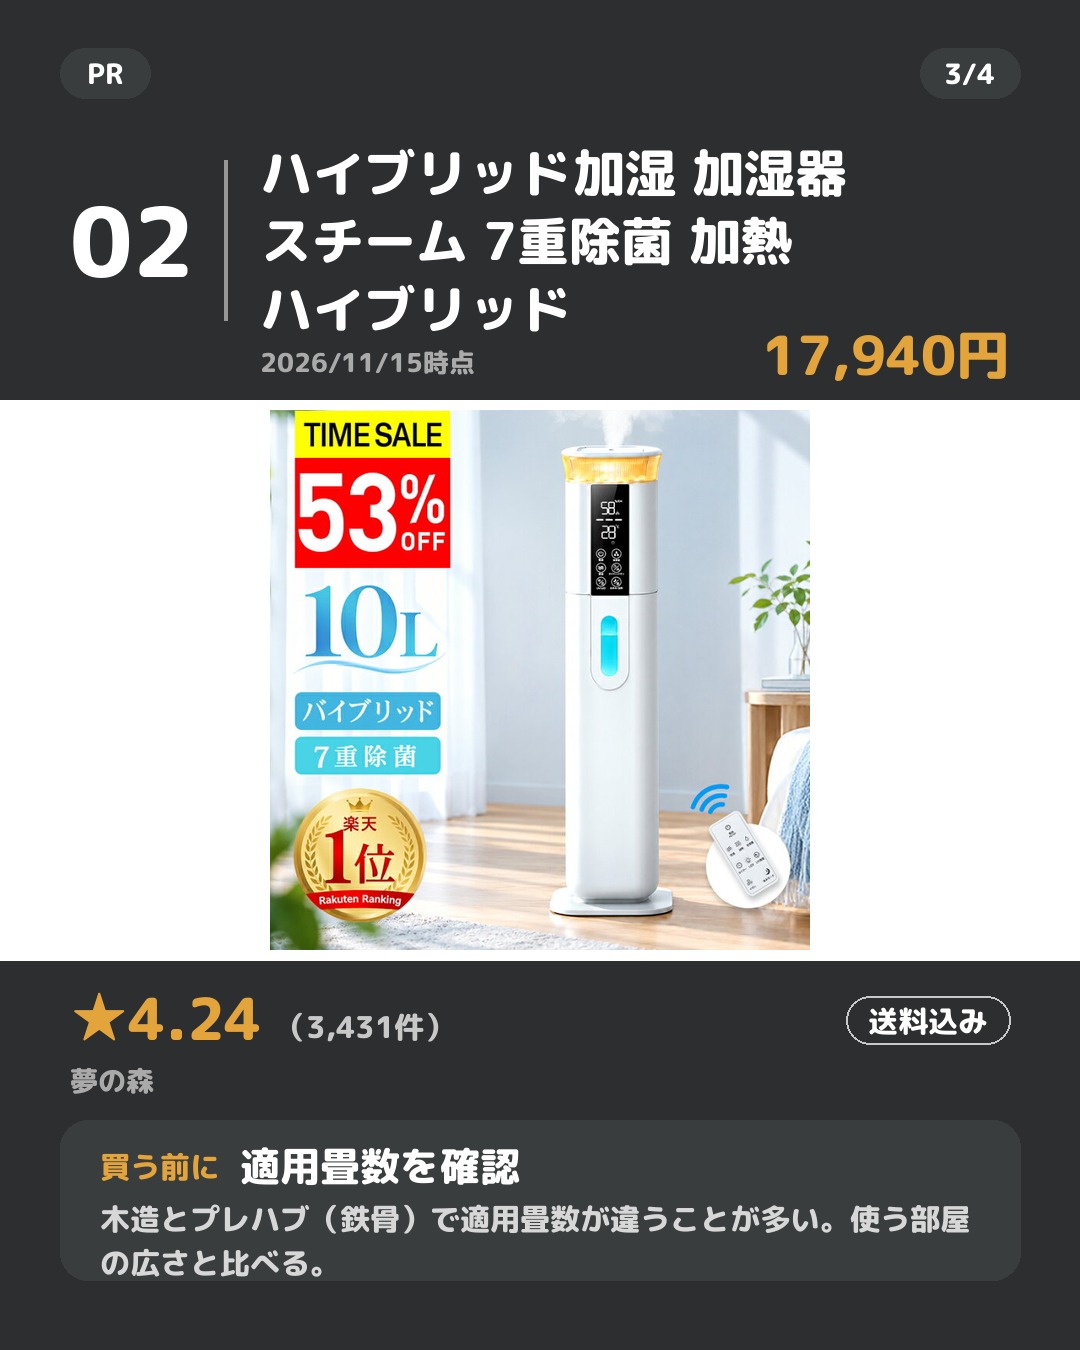 PR
3/4
02
ハイブリッド加湿 加湿器
スチーム 7重除菌 加熱
ハイブリッド
2026/11/15時点
17,940円
TIME SALE
53% OFF
10L
バイブリッド
7重除菌
楽天
1位
Rakuten Ranking
58
28
★4.24 (3,431件)
送料込み
夢の森
買う前に 適用畳数を確認
木造とプレハブ（鉄骨）で適用畳数が違うことが多い。使う部屋
の広さと比べる。